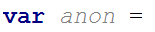 var anon =